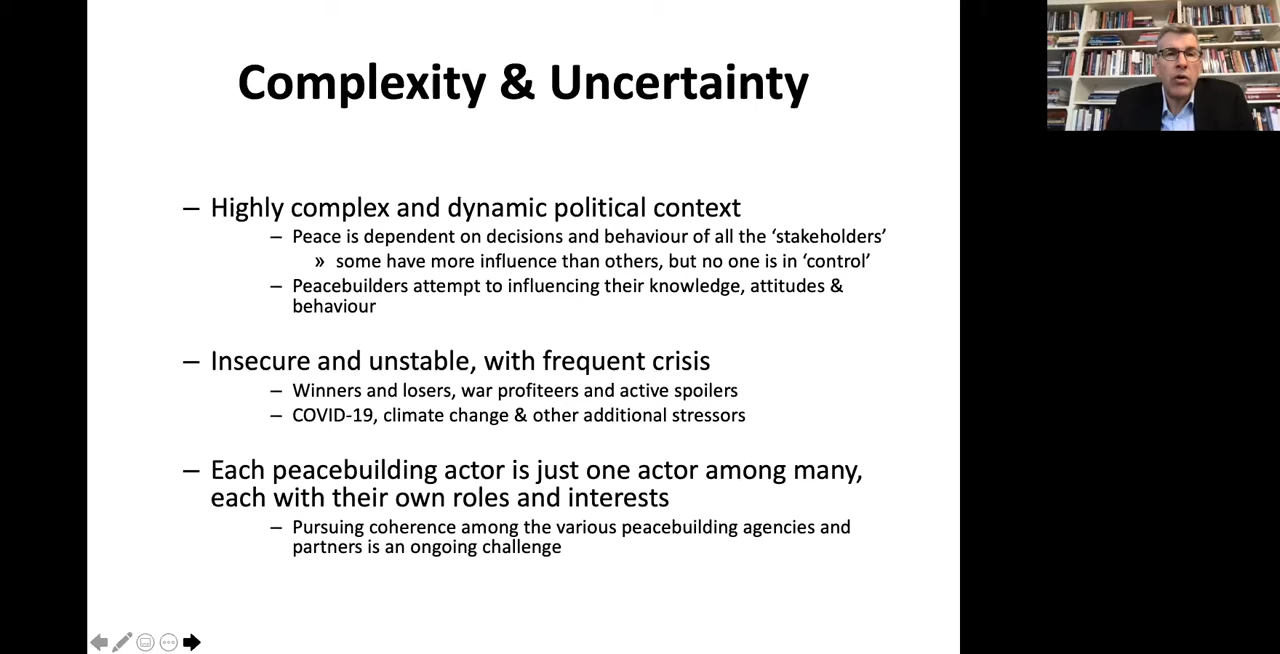 Complexity & Uncertainty
– Highly complex and dynamic political context
– Peace is dependent on decisions and behaviour of all the ‘stakeholders’
» some have more influence than others, but no one is in ‘control’
– Peacebuilders attempt to influencing their knowledge, attitudes &
behaviour
– Insecure and unstable, with frequent crisis
– Winners and losers, war profiteers and active spoilers
– COVID-19, climate change & other additional stressors
– Each peacebuilding actor is just one actor among many,
each with their own roles and interests
– Pursuing coherence among the various peacebuilding agencies and
partners is an ongoing challenge